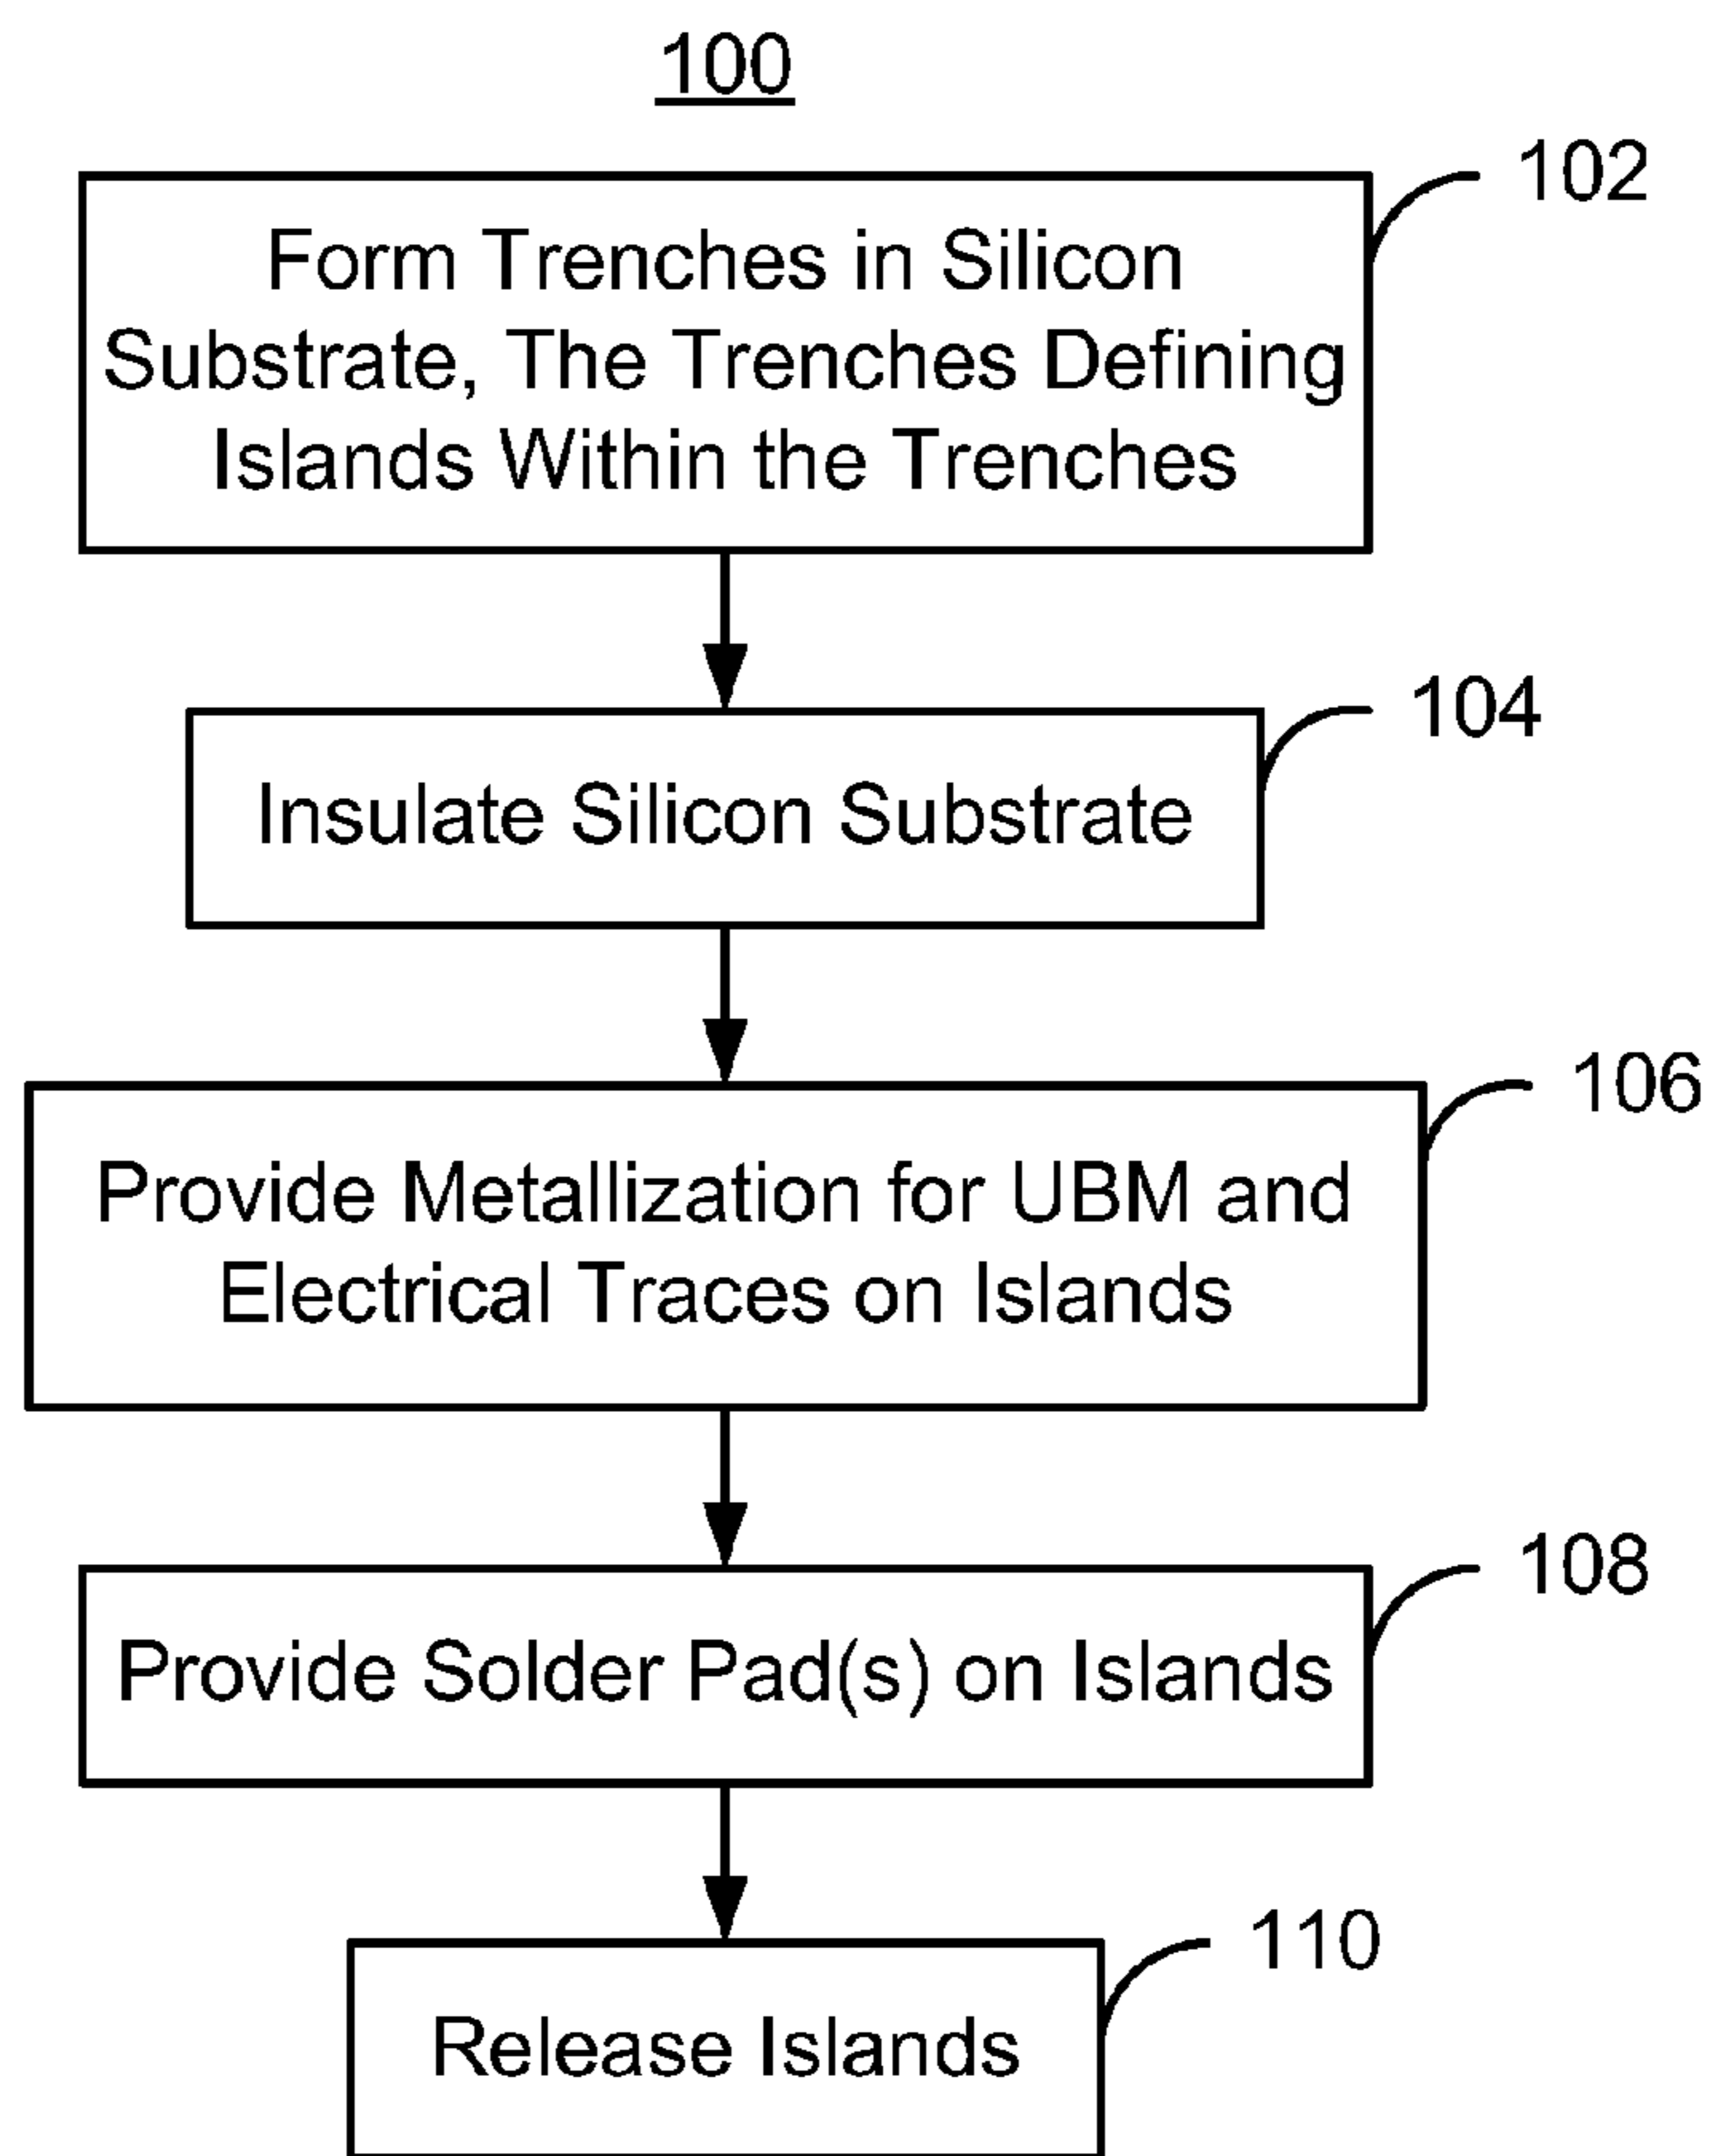 100
102
Form Trenches in Silicon
Substrate, The Trenches Defining
Islands Within the Trenches
104
Insulate Silicon Substrate
106
Provide Metallization for UBM and
Electrical Traces on Islands
108
Provide Solder Pad(s) on Islands
110
Release Islands